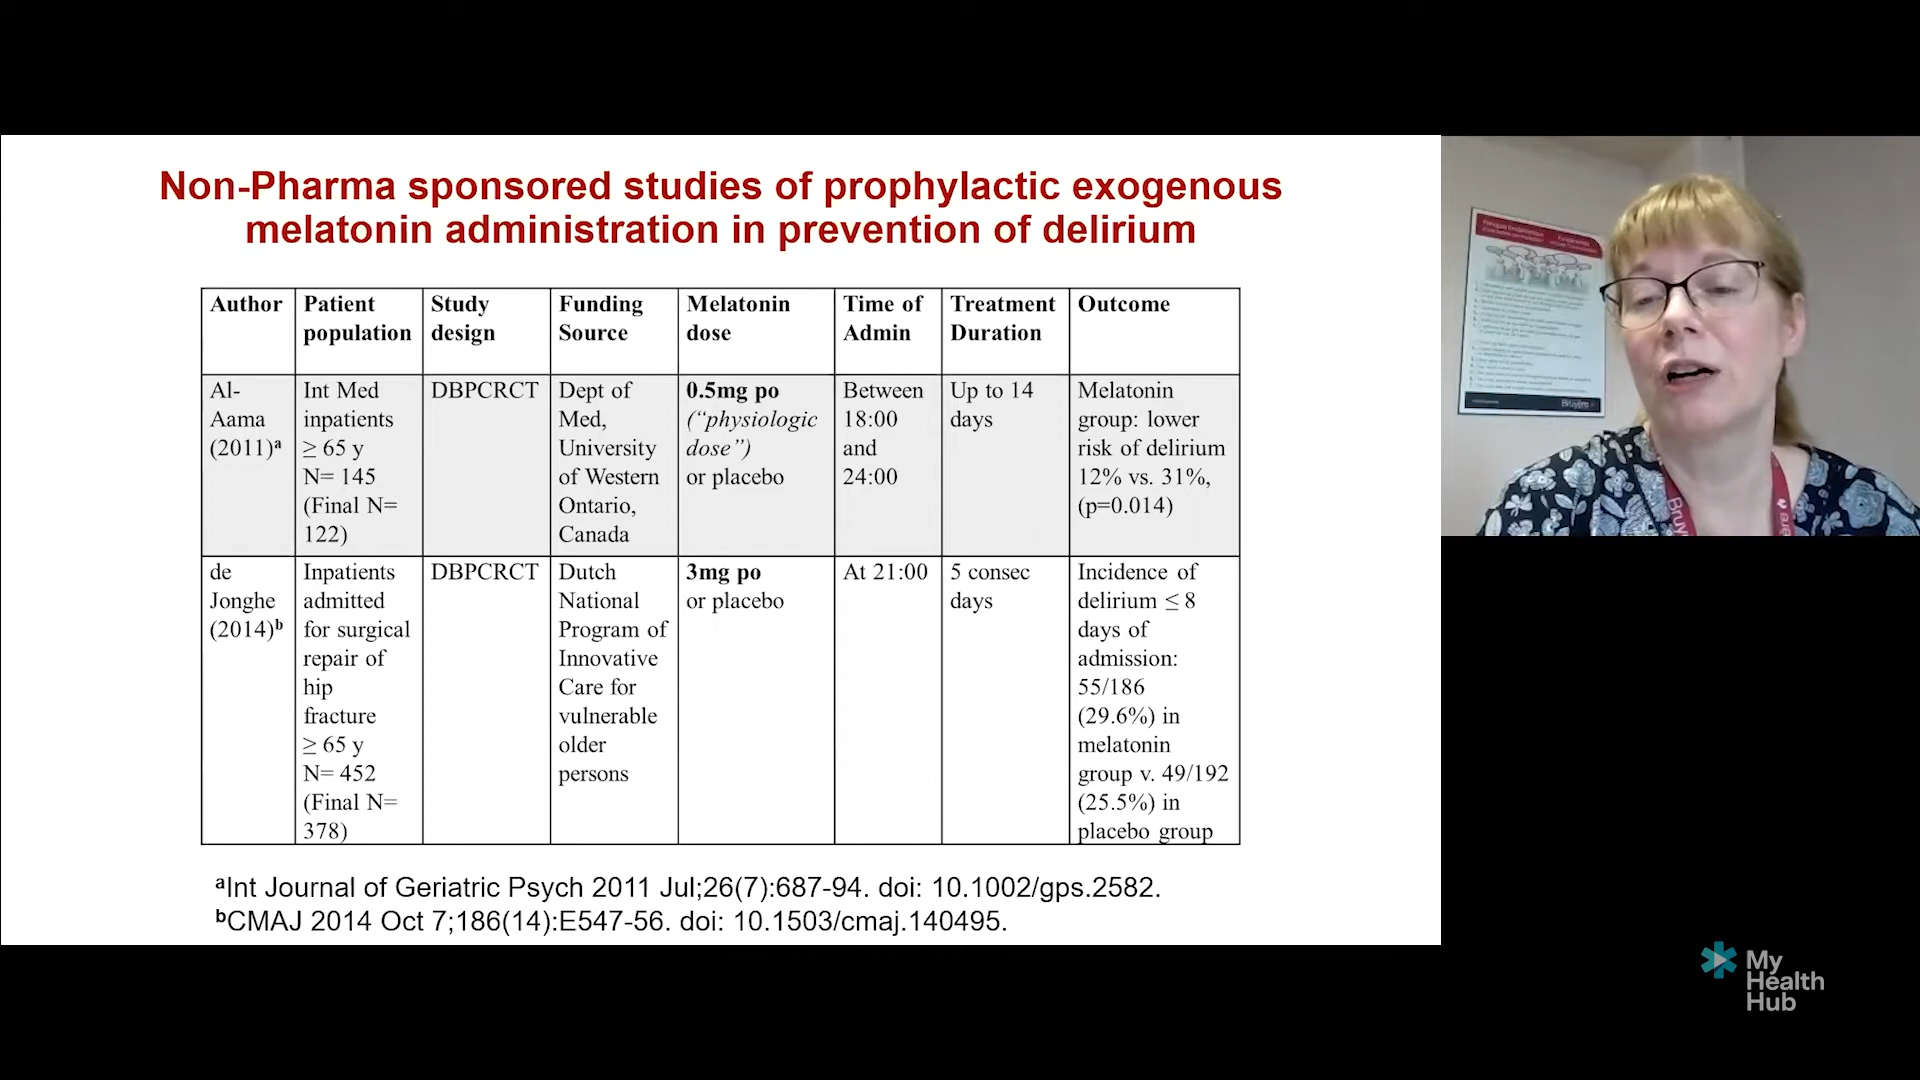 Non-Pharma sponsored studies of prophylactic exogenous
melatonin administration in prevention of delirium
Author
Patient
population
Study
design
Funding
Source
Melatonin
dose
Time of
Admin
Treatment
Duration
Outcome
Al-
Aama
(2011)ᵃ
Int Med
inpatients
≥ 65 y
N= 145
(Final N=
122)
DBPCRCT
Dept of
Med,
University
of Western
Ontario,
Canada
0.5mg po
(“physiologic
dose”)
or placebo
Between
18:00
and
24:00
Up to 14
days
Melatonin
group: lower
risk of delirium
12% vs. 31%,
(p=0.014)
de
Jonghe
(2014)ᵇ
Inpatients
admitted
for surgical
repair of
hip
fracture
≥ 65 y
N= 452
(Final N=
378)
DBPCRCT
Dutch
National
Program of
Innovative
Care for
vulnerable
older
persons
3mg po
or placebo
At 21:00
5 consec
days
Incidence of
delirium ≤ 8
days of
admission:
55/186
(29.6%) in
melatonin
group v. 49/192
(25.5%) in
placebo group
ᵃInt Journal of Geriatric Psych 2011 Jul;26(7):687-94. doi: 10.1002/gps.2582.
ᵇCMAJ 2014 Oct 7;186(14):E547-56. doi: 10.1503/cmaj.140495.
Bruyère
My
Health
Hub